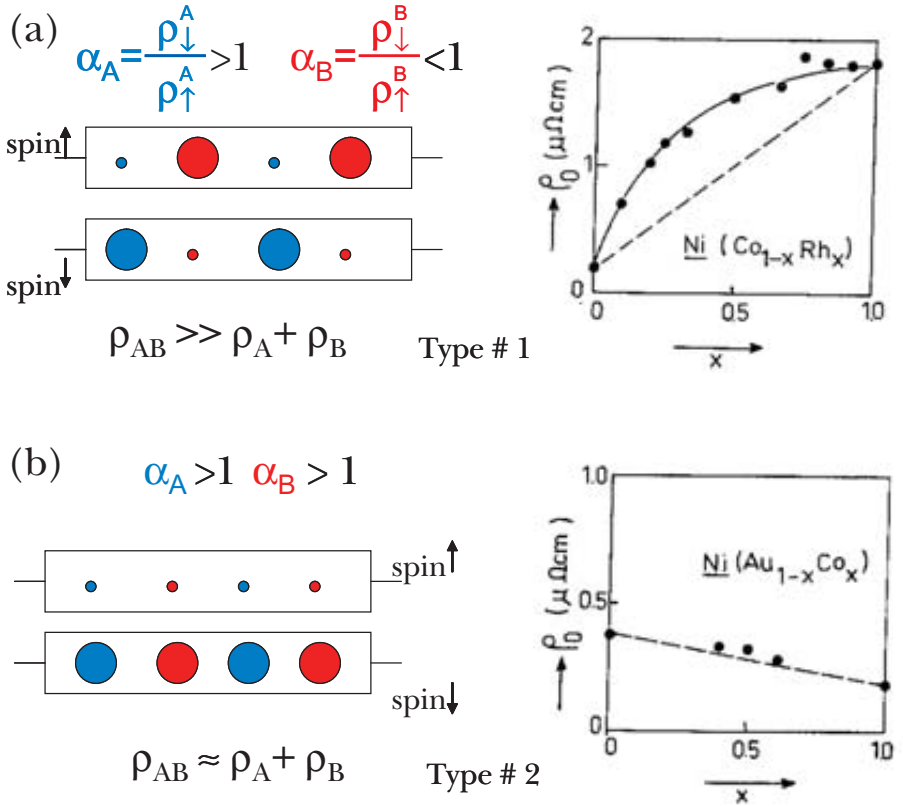 (a)
α_A = ρ↓^A / ρ↑^A >1 α_B = ρ↓^B / ρ↑^B <1
spin↑
spin↓
ρ_AB >> ρ_A + ρ_B
Type # 1
ρ_0 (μΩcm)
2
1
0
Ni (Co_1-x Rh_x)
0 0.5 1.0
x
(b)
α_A >1 α_B > 1
spin↑
spin↓
ρ_AB ≈ ρ_A + ρ_B
Type # 2
ρ_0 (μΩcm)
1.0
0.5
0
Ni (Au_1-x Co_x)
0 0.5 1.0
x